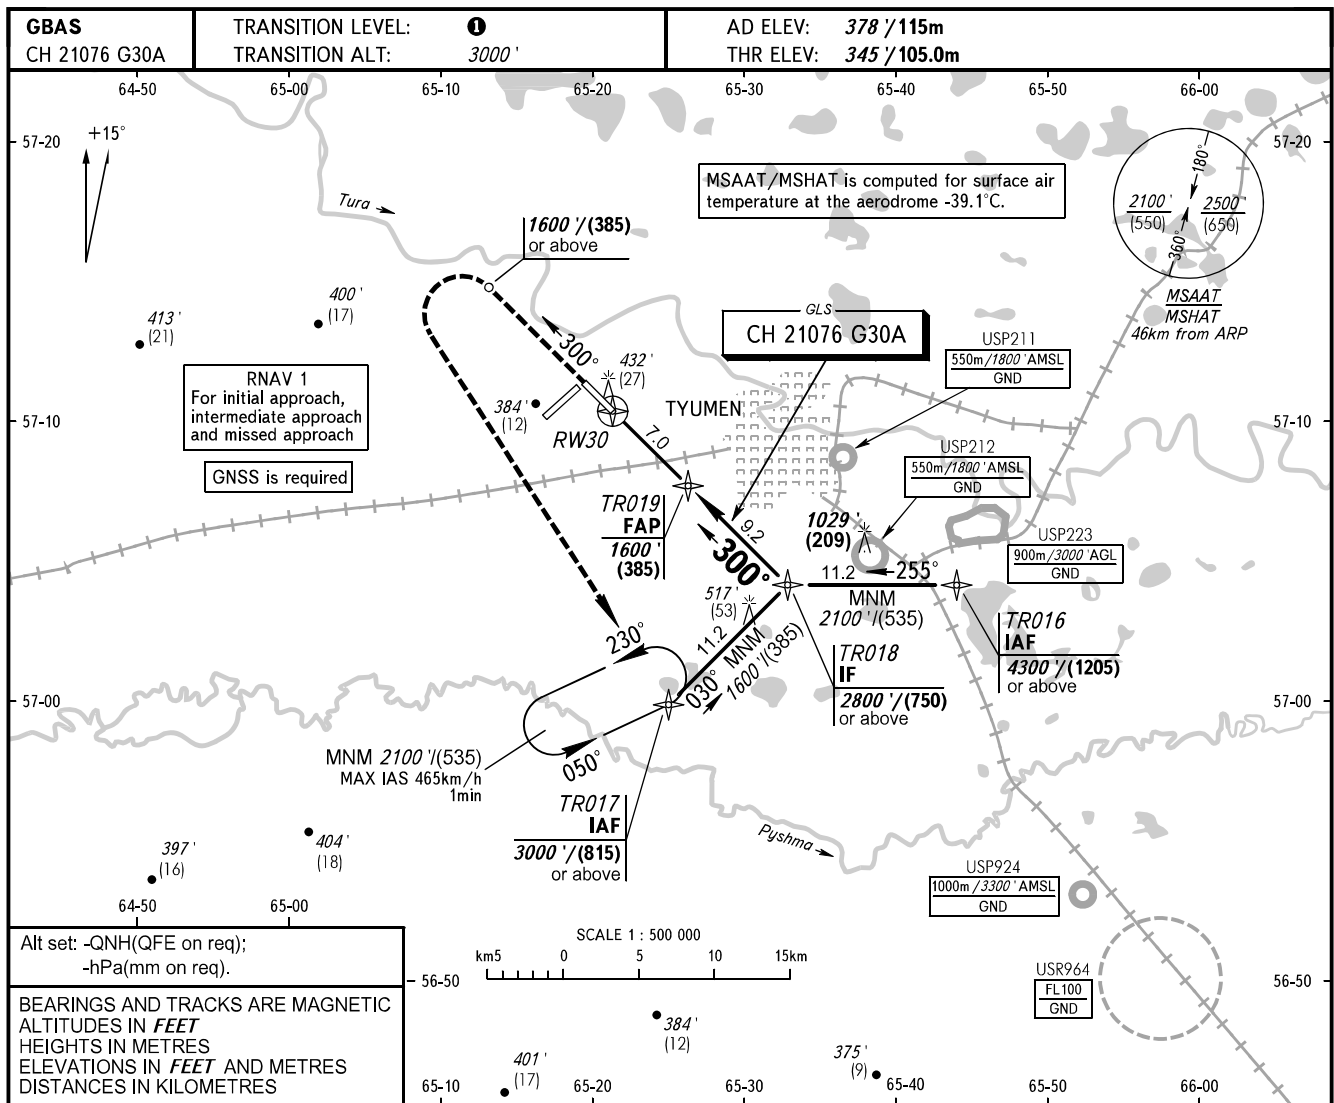 GBAS
CH 21076 G30A
TRANSITION LEVEL: 1
TRANSITION ALT: 3000 '
AD ELEV: 378 '/115m
THR ELEV: 345 '/105.0m
64-50 65-00 65-10 65-20 65-30 65-40 65-50 66-00
57-20 57-20
+15°
Tura
MSAAT/MSHAT is computed for surface air
temperature at the aerodrome -39.1°C.
180°
2100 '
(550)
2500 '
(650)
360°
MSAAT
MSHAT
46km from ARP
1600 '/(385)
or above
400 '
(17)
413 '
(21)
GLS
CH 21076 G30A
USP211
550m/1800 'AMSL
GND
300°
432 '
(27)
RNAV 1
For initial approach,
intermediate approach
and missed approach
384 '
(12)
RW30
TYUMEN
57-10 57-10
7.0
GNSS is required
USP212
550m/1800 'AMSL
GND
TR019
FAP
1600 '
(385)
9.2
300°
1029 '
(209)
USP223
900m/3000 'AGL
GND
11.2
255°
MNM
2100 '/(535)
517 '
(53)
TR016
IAF
4300 '/(1205)
or above
230°
11.2
MNM
030°
1600 '/(385)
TR018
IF
2800 '/(750)
or above
57-00 57-00
MNM 2100 '/(535)
MAX IAS 465km/h
1min
050°
TR017
IAF
3000 '/(815)
or above
Pyshma
397 '
(16)
404 '
(18)
USP924
1000m/3300 'AMSL
GND
64-50 65-00
Alt set: -QNH(QFE on req);
-hPa(mm on req).
SCALE 1 : 500 000
km5 0 5 10 15km
56-50 56-50
USR964
FL100
GND
BEARINGS AND TRACKS ARE MAGNETIC
ALTITUDES IN FEET
HEIGHTS IN METRES
ELEVATIONS IN FEET AND METRES
DISTANCES IN KILOMETRES
384 '
(12)
401 '
(17)
375 '
(9)
65-10 65-20 65-30 65-40 65-50 66-00